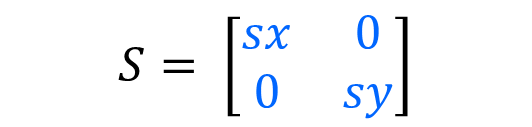 S = [sx 0
0 sy]